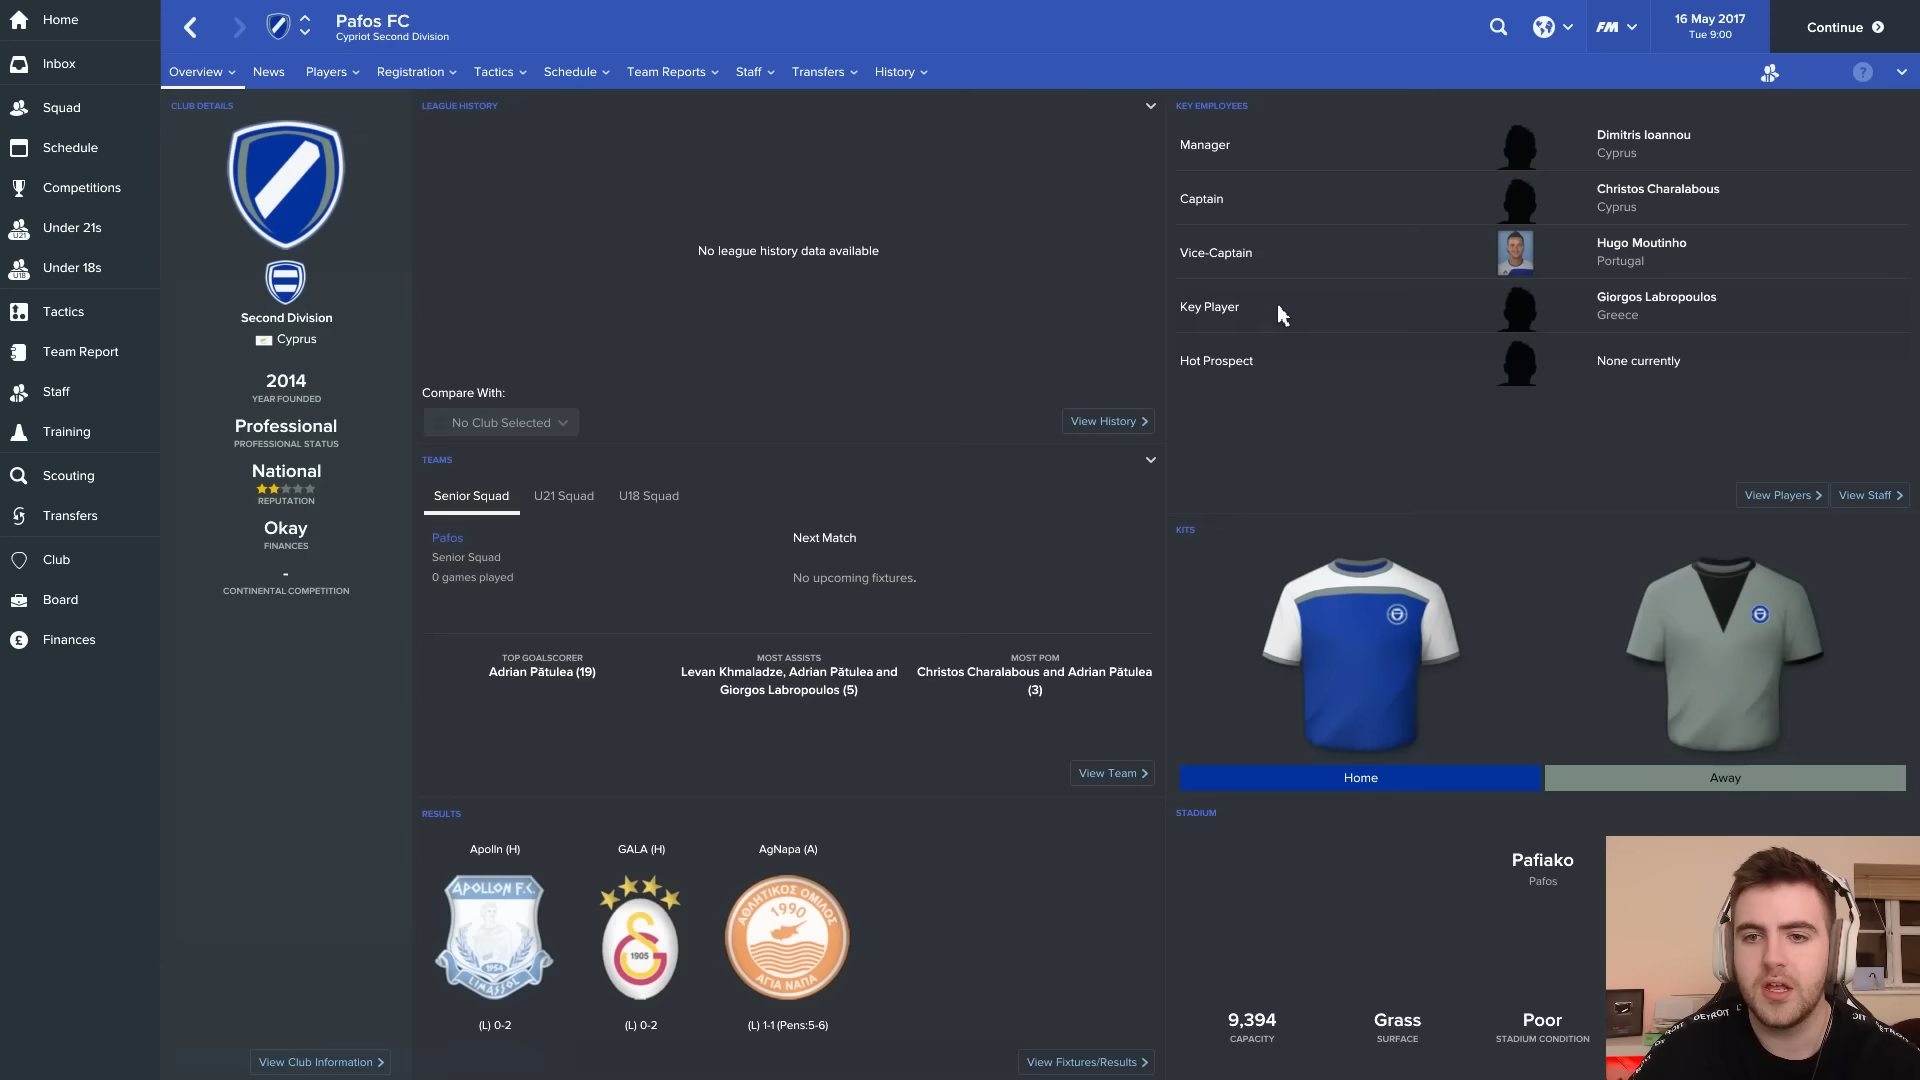 Home
Inbox
Squad
Schedule
Competitions
Under 21s
U21
Under 18s
U18
Tactics
Team Report
Staff
Training
Scouting
Transfers
Club
Board
Finances
Pafos FC
Cypriot Second Division
FM
16 May 2017
Tue 9:00
Continue
Overview
News
Players
Registration
Tactics
Schedule
Team Reports
Staff
Transfers
History
?
CLUB DETAILS
Second Division
Cyprus
2014
YEAR FOUNDED
Professional
PROFESSIONAL STATUS
National
REPUTATION
Okay
FINANCES
-
CONTINENTAL COMPETITION
View Club Information
LEAGUE HISTORY
No league history data available
Compare With:
No Club Selected
View History
TEAMS
Senior Squad U21 Squad U18 Squad
Pafos
Senior Squad
0 games played
Next Match
No upcoming fixtures.
TOP GOALSCORER
Adrian Pătulea (19)
MOST ASSISTS
Levan Khmaladze, Adrian Pătulea and
Giorgos Labropoulos (5)
MOST POM
Christos Charalabous and Adrian Pătulea
(3)
View Team
RESULTS
Apolln (H)
APOLLON F.C.
1954
LIMASSOL
(L) 0-2
GALA (H)
1905
(L) 0-2
AgNapa (A)
ΑΘΛΗΤΙΚΟΣ ΟΜΙΛΟΣ
1990
ΑΓΙΑ ΝΑΠΑ
(L) 1-1 (Pens:5-6)
View Fixtures/Results
KEY EMPLOYEES
Manager
Dimitris Ioannou
Cyprus
Captain
Christos Charalabous
Cyprus
Vice-Captain
Hugo Moutinho
Portugal
Key Player
Giorgos Labropoulos
Greece
Hot Prospect
None currently
View Players
View Staff
KITS
Home
Away
STADIUM
Pafiako
Pafos
9,394
CAPACITY
Grass
SURFACE
Poor
STADIUM CONDITION
DETROIT